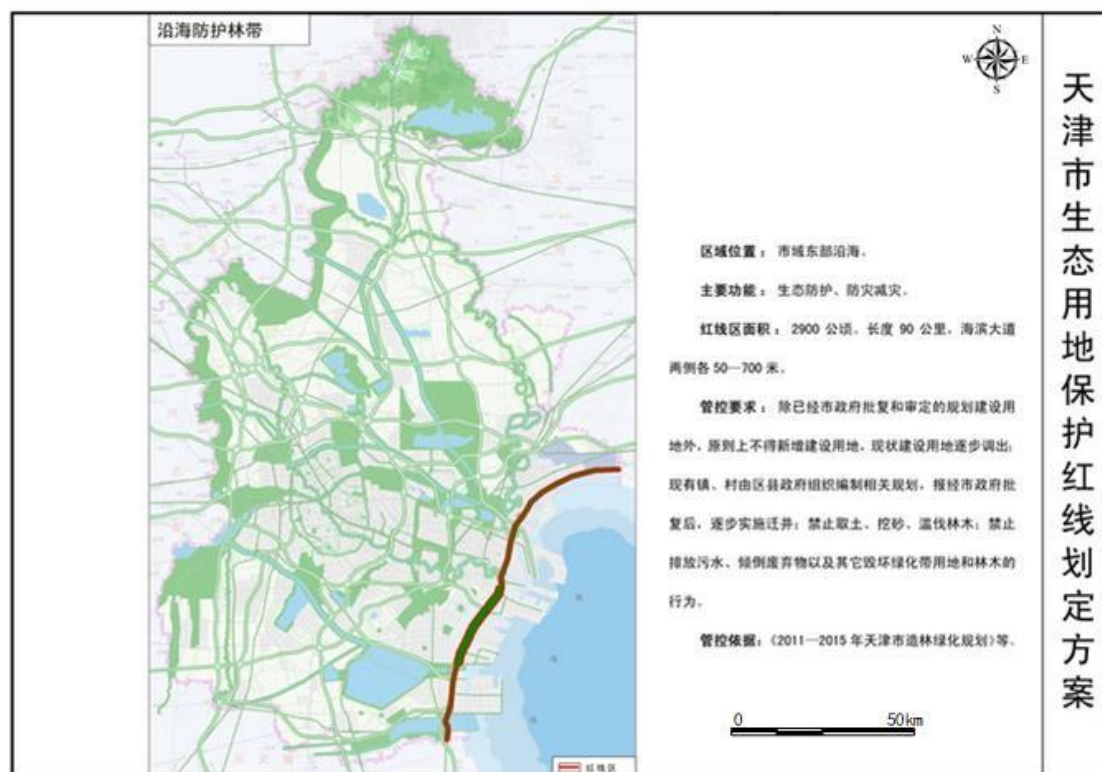 沿海防护林带
N
W
E
S
天津市生态用地保护红线划定方案
区域位置：市域东部沿海。
主要功能：生态防护、防灾减灾。
红线区面积：2900 公顷。长度 90 公里，海滨大道
两侧各 50—700 米。
管控要求：除已经市政府批复和审定的规划建设用
地外，原则上不得新增建设用地，现状建设用地逐步调出；
现有镇、村由区县政府组织编制相关规划，报经市政府批
复后，逐步实施迁并；禁止取土、挖砂、滥伐林木；禁止
排放污水、倾倒废弃物以及其它毁坏绿化带用地和林木的
行为。
管控依据：《2011—2015 年天津市造林绿化规划》等。
0
50km
红线区